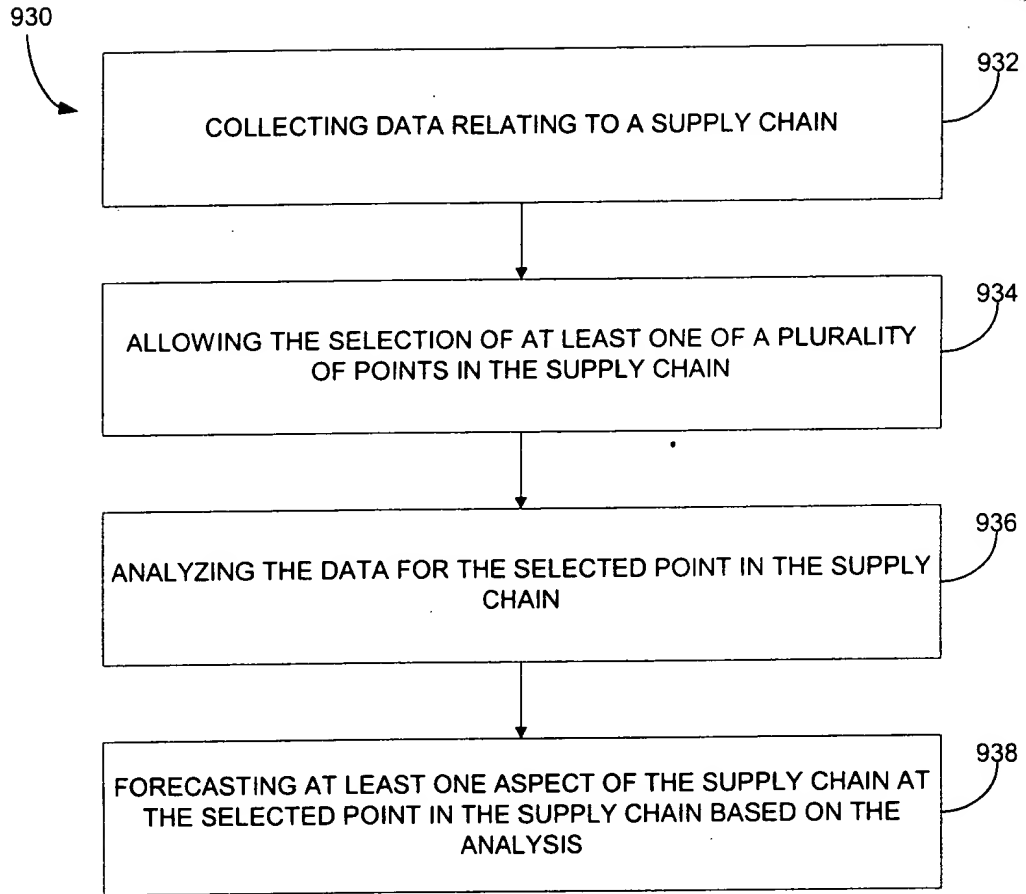 930
932
COLLECTING DATA RELATING TO A SUPPLY CHAIN
934
ALLOWING THE SELECTION OF AT LEAST ONE OF A PLURALITY
OF POINTS IN THE SUPPLY CHAIN
936
ANALYZING THE DATA FOR THE SELECTED POINT IN THE SUPPLY
CHAIN
938
FORECASTING AT LEAST ONE ASPECT OF THE SUPPLY CHAIN AT
THE SELECTED POINT IN THE SUPPLY CHAIN BASED ON THE
ANALYSIS